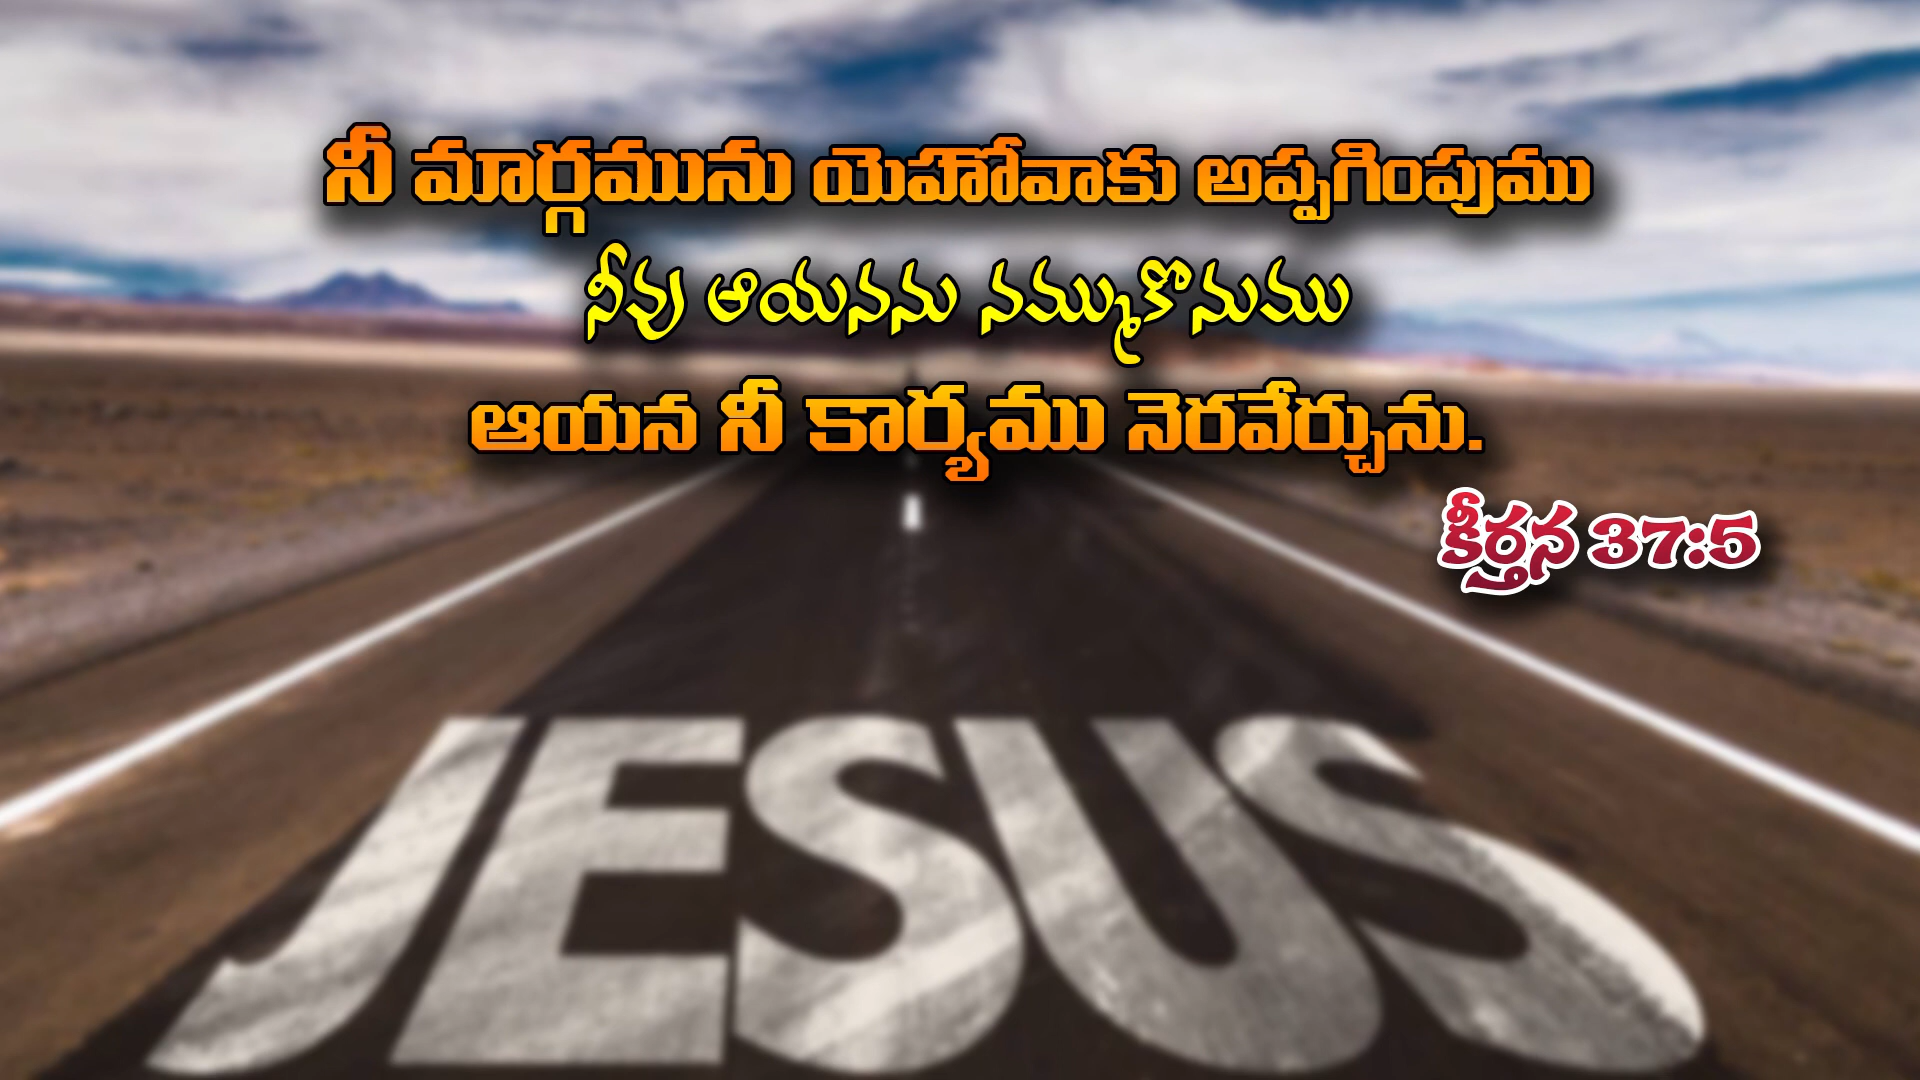 నీ మార్గమును యెహోవాకు అప్పగింపుము
నీవు ఆయనను నమ్ముకొనుము
ఆయన నీ కార్యము నెరవేర్చును.
కీర్తన 37:5
JESUS